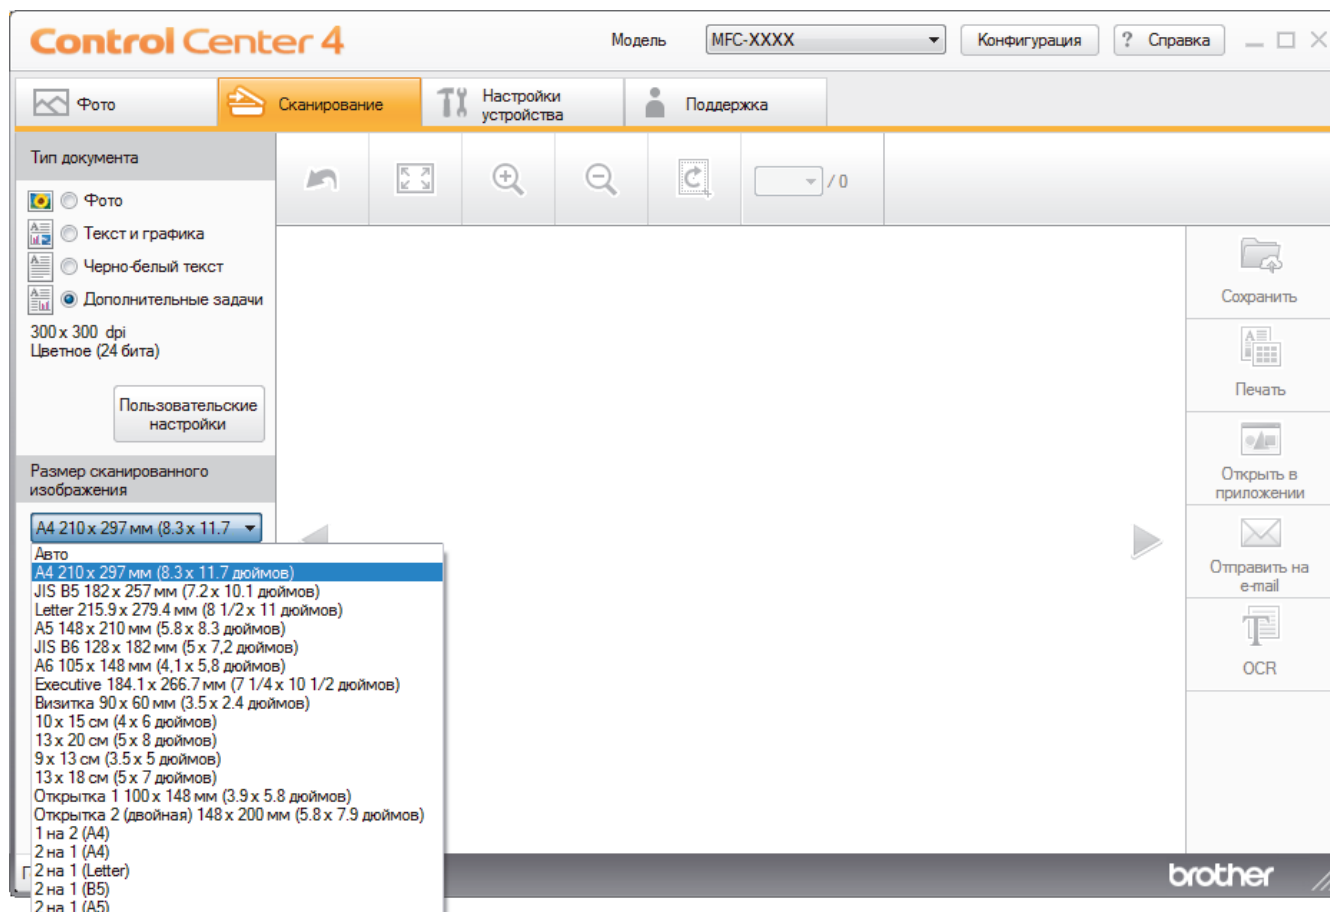 Control Center 4
Модель
MFC-XXXX
Конфигурация
? Справка
Фото
Сканирование
Настройки
устройства
Поддержка
Тип документа
/ 0
Фото
Текст и графика
Черно-белый текст
Дополнительные задачи
300 x 300 dpi
Цветное (24 бита)
Пользовательские
настройки
Размер сканированного
изображения
A4 210 x 297 мм (8.3 x 11.7
Авто
A4 210 x 297 мм (8.3 x 11.7 дюймов)
JIS B5 182 x 257 мм (7.2 x 10.1 дюймов)
Letter 215.9 x 279.4 мм (8 1/2 x 11 дюймов)
A5 148 x 210 мм (5.8 x 8.3 дюймов)
JIS B6 128 x 182 мм (5 x 7,2 дюймов)
A6 105 x 148 мм (4,1 x 5,8 дюймов)
Executive 184.1 x 266.7 мм (7 1/4 x 10 1/2 дюймов)
Визитка 90 x 60 мм (3.5 x 2.4 дюймов)
10 x 15 см (4 x 6 дюймов)
13 x 20 см (5 x 8 дюймов)
9 x 13 см (3.5 x 5 дюймов)
13 x 18 см (5 x 7 дюймов)
Открытка 1 100 x 148 мм (3.9 x 5.8 дюймов)
Открытка 2 (двойная) 148 x 200 мм (5.8 x 7.9 дюймов)
1 на 2 (A4)
2 на 1 (A4)
2 на 1 (Letter)
2 на 1 (B5)
2 на 1 (A5)
Сохранить
Печать
Открыть в
приложении
Отправить на
e-mail
OCR
brother